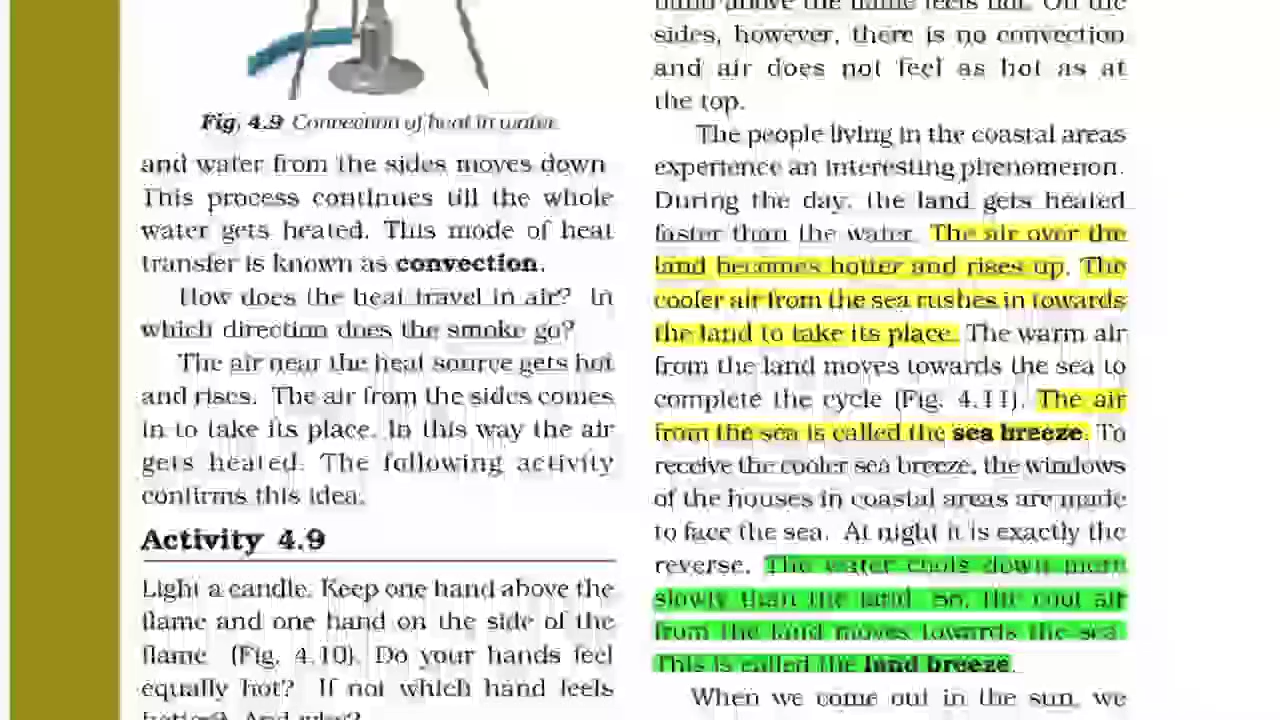 Fig. 4.9 Convection of heat in water
and water from the sides moves down
This process continues till the whole
water gets heated. This mode of heat
transfer is known as convection.
How does the heat travel in air? In
which direction does the smoke go?
The air near the heat source gets hot
and rises. The air from the sides comes
in to take its place. In this way the air
gets heated. The following activity
confirms this idea.
Activity 4.9
Light a candle. Keep one hand above the
flame and one hand on the side of the
flame (Fig. 4.10). Do your hands feel
equally hot? If not which hand feels
hotter? And why?
hand above the flame feels hot. On the
sides, however, there is no convection
and air does not feel as hot as at
the top.
The people living in the coastal areas
experience an interesting phenomenon.
During the day, the land gets heated
faster than the water. The air over the
land becomes hotter and rises up. The
cooler air from the sea rushes in towards
the land to take its place. The warm air
from the land moves towards the sea to
complete the cycle (Fig. 4.11). The air
from the sea is called the sea breeze. To
receive the cooler sea breeze, the windows
of the houses in coastal areas are made
to face the sea. At night it is exactly the
reverse. The water cools down more
slowly than the land. So, the cool air
from the land moves towards the sea.
This is called the land breeze.
When we come out in the sun, we